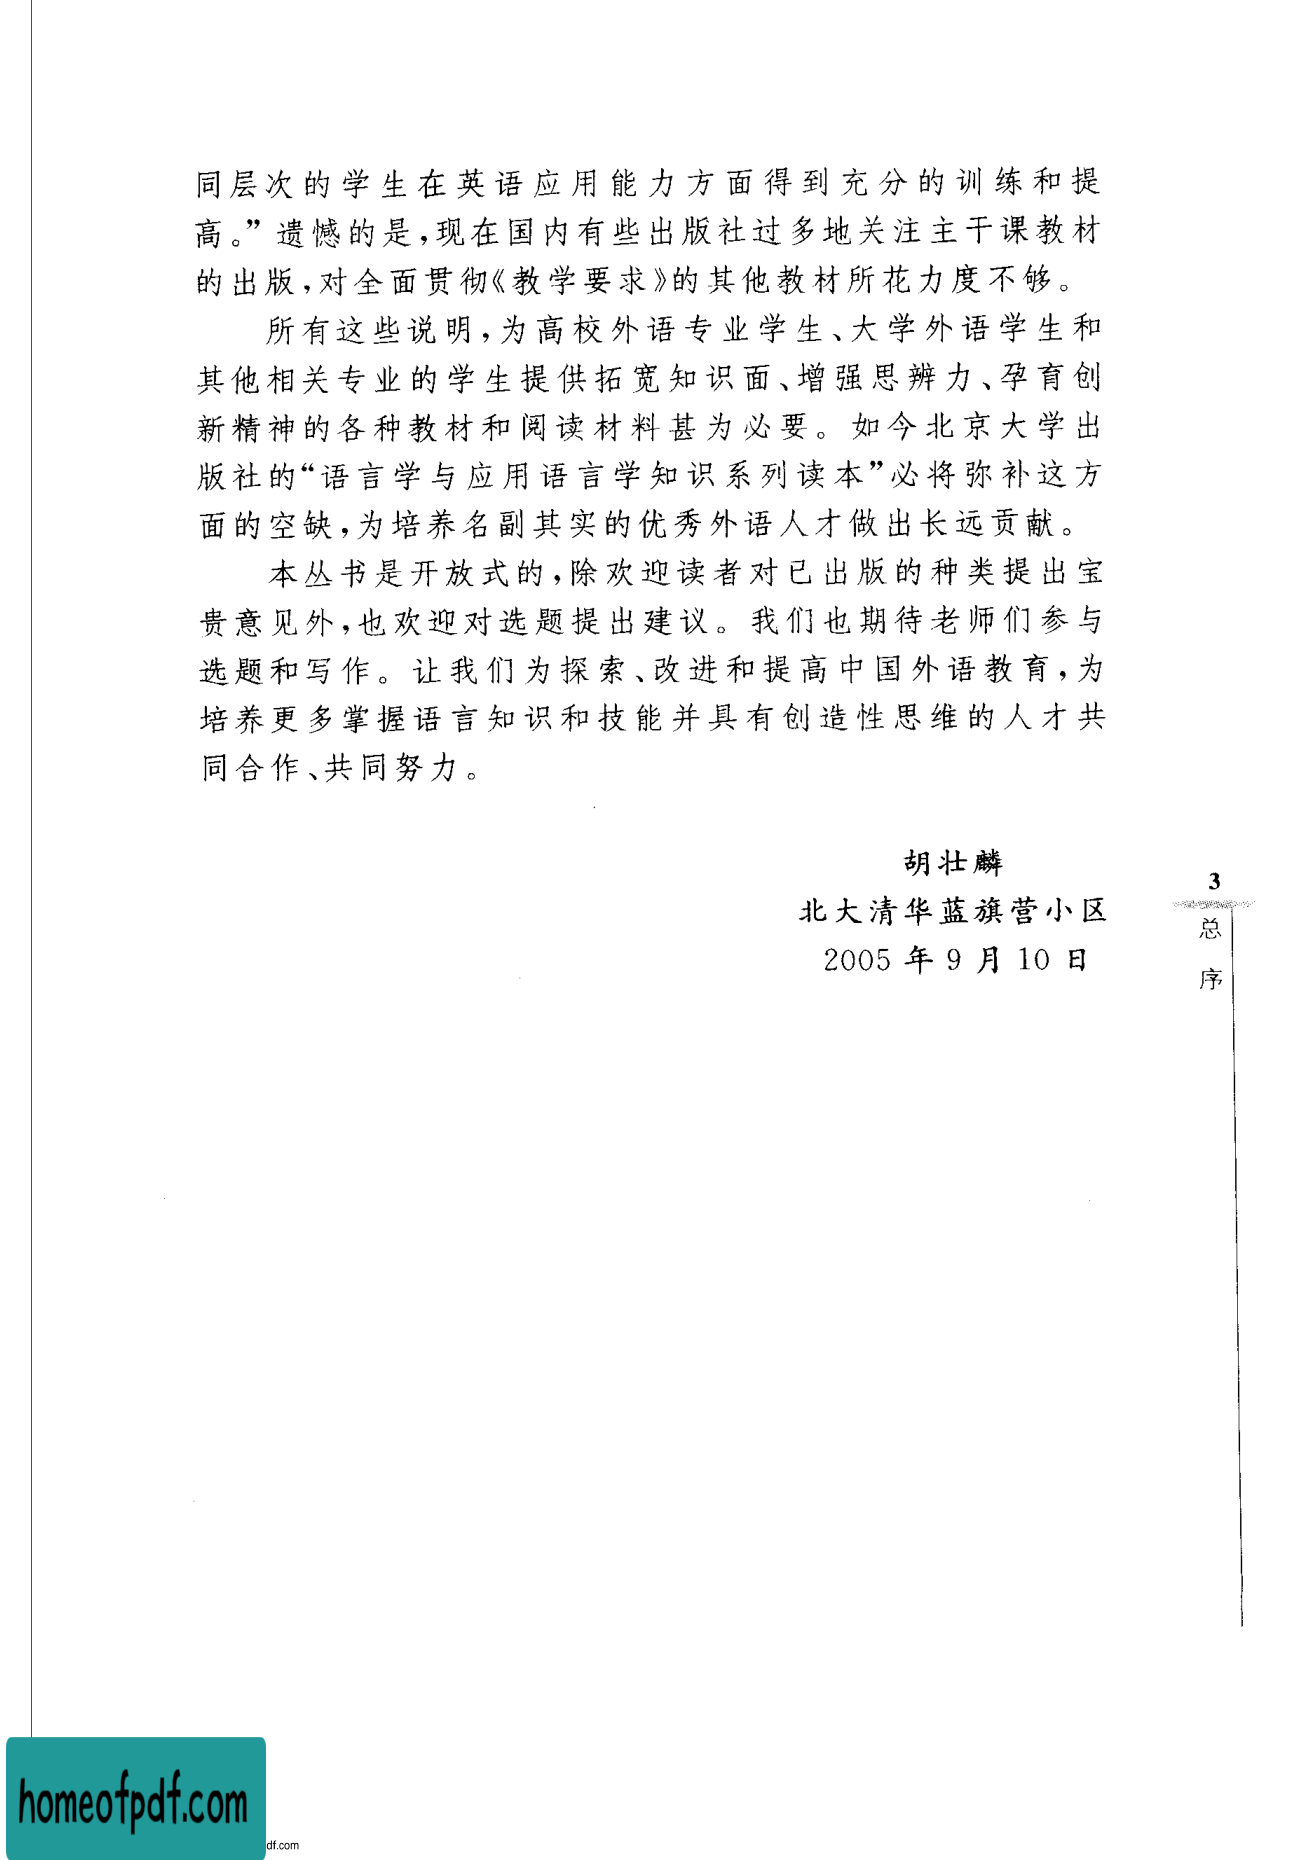 同层次的学生在英语应用能力方面得到充分的训练和提
高。”遗憾的是,现在国内有些出版社过多地关注主干课教材
的出版,对全面贯彻《教学要求》的其他教材所花力度不够。
所有这些说明,为高校外语专业学生、大学外语学生和
其他相关专业的学生提供拓宽知识面、增强思辨力、孕育创
新精神的各种教材和阅读材料甚为必要。如今北京大学出
版社的“语言学与应用语言学知识系列读本”必将弥补这方
面的空缺,为培养名副其实的优秀外语人才做出长远贡献。
本丛书是开放式的,除欢迎读者对已出版的种类提出宝
贵意见外,也欢迎对选题提出建议。我们也期待老师们参与
选题和写作。让我们为探索、改进和提高中国外语教育,为
培养更多掌握语言知识和技能并具有创造性思维的人才共
同合作、共同努力。
胡壮麟
北大清华蓝旗营小区
2005 年 9 月 10 日
3
总
序
homeofpdf.com
df.com